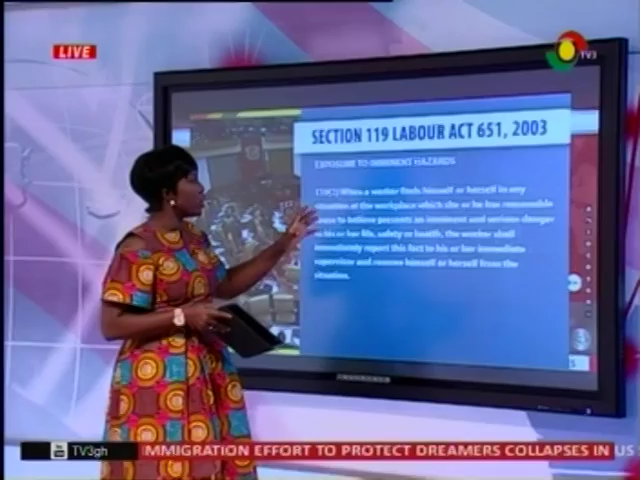 LIVE
TV3
SECTION 119 LABOUR ACT 651, 2003
EXPOSURE TO IMMINENT HAZARDS
119(1) When a worker finds himself or herself in any
situation at the workplace which she or he has reasonable
cause to believe presents an imminent and serious danger
to his or her life, safety or health, the worker shall
immediately report this fact to his or her immediate
supervisor and remove himself or herself from the
situation.
TV3gh
MMIGRATION EFFORT TO PROTECT DREAMERS COLLAPSES IN US